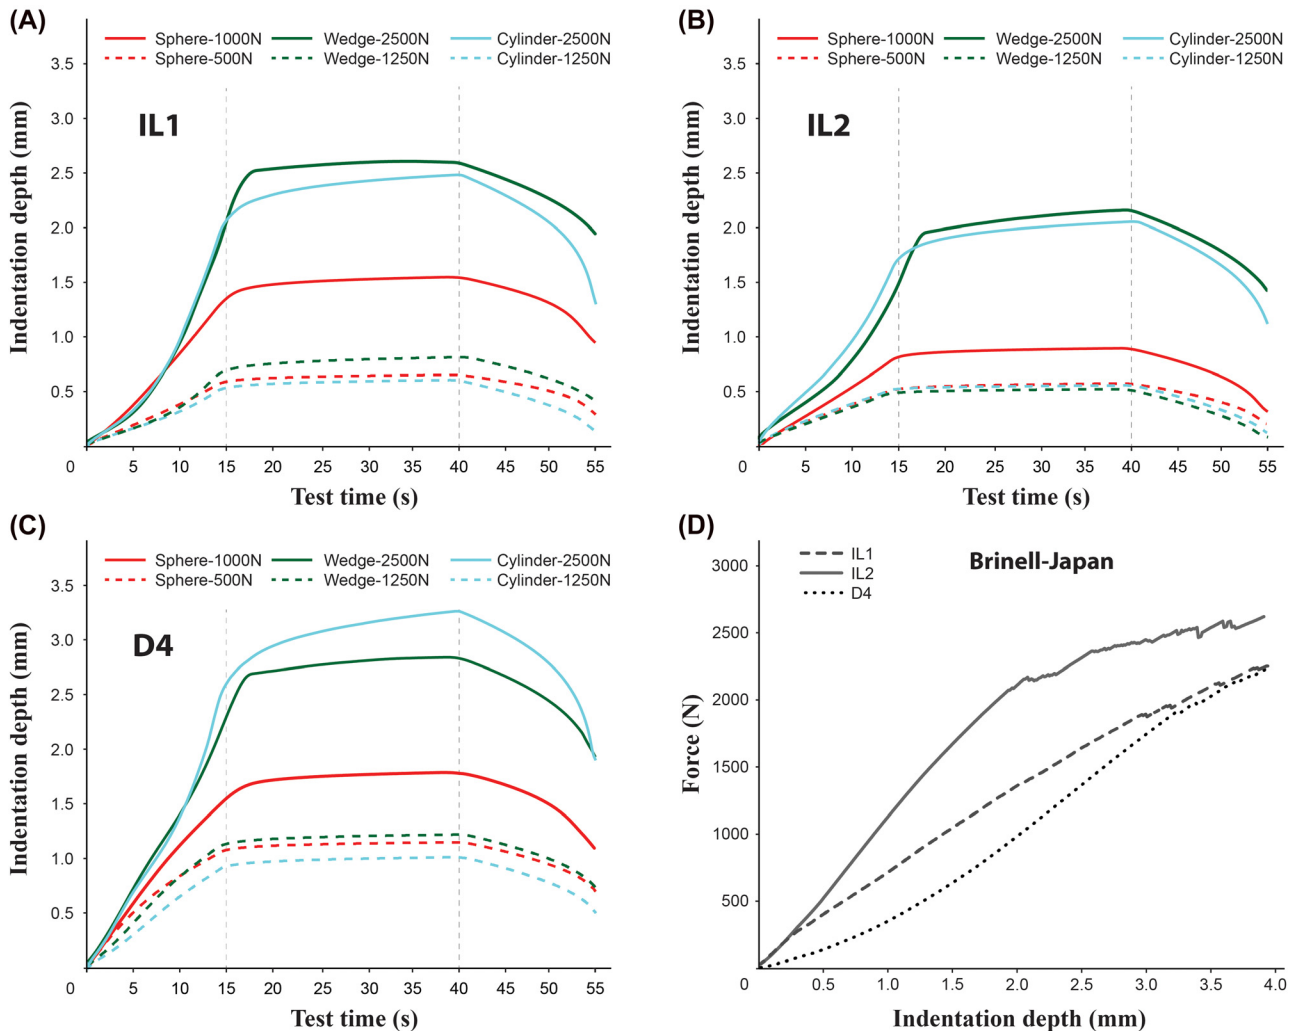 (A)
Sphere-1000N Wedge-2500N Cylinder-2500N
Sphere-500N Wedge-1250N Cylinder-1250N
IL1
Indentation depth (mm)
3.5
3.0
2.5
2.0
1.5
1.0
0.5
0 5 10 15 20 25 30 35 40 45 50 55
Test time (s)
(B)
Sphere-1000N Wedge-2500N Cylinder-2500N
Sphere-500N Wedge-1250N Cylinder-1250N
IL2
Indentation depth (mm)
3.5
3.0
2.5
2.0
1.5
1.0
0.5
0 5 10 15 20 25 30 35 40 45 50 55
Test time (s)
(C)
Sphere-1000N Wedge-2500N Cylinder-2500N
Sphere-500N Wedge-1250N Cylinder-1250N
D4
Indentation depth (mm)
3.5
3.0
2.5
2.0
1.5
1.0
0.5
0 5 10 15 20 25 30 35 40 45 50 55
Test time (s)
(D)
IL1
IL2
D4
Brinell-Japan
Force (N)
3000
2500
2000
1500
1000
500
0
0 0.5 1.0 1.5 2.0 2.5 3.0 3.5 4.0
Indentation depth (mm)